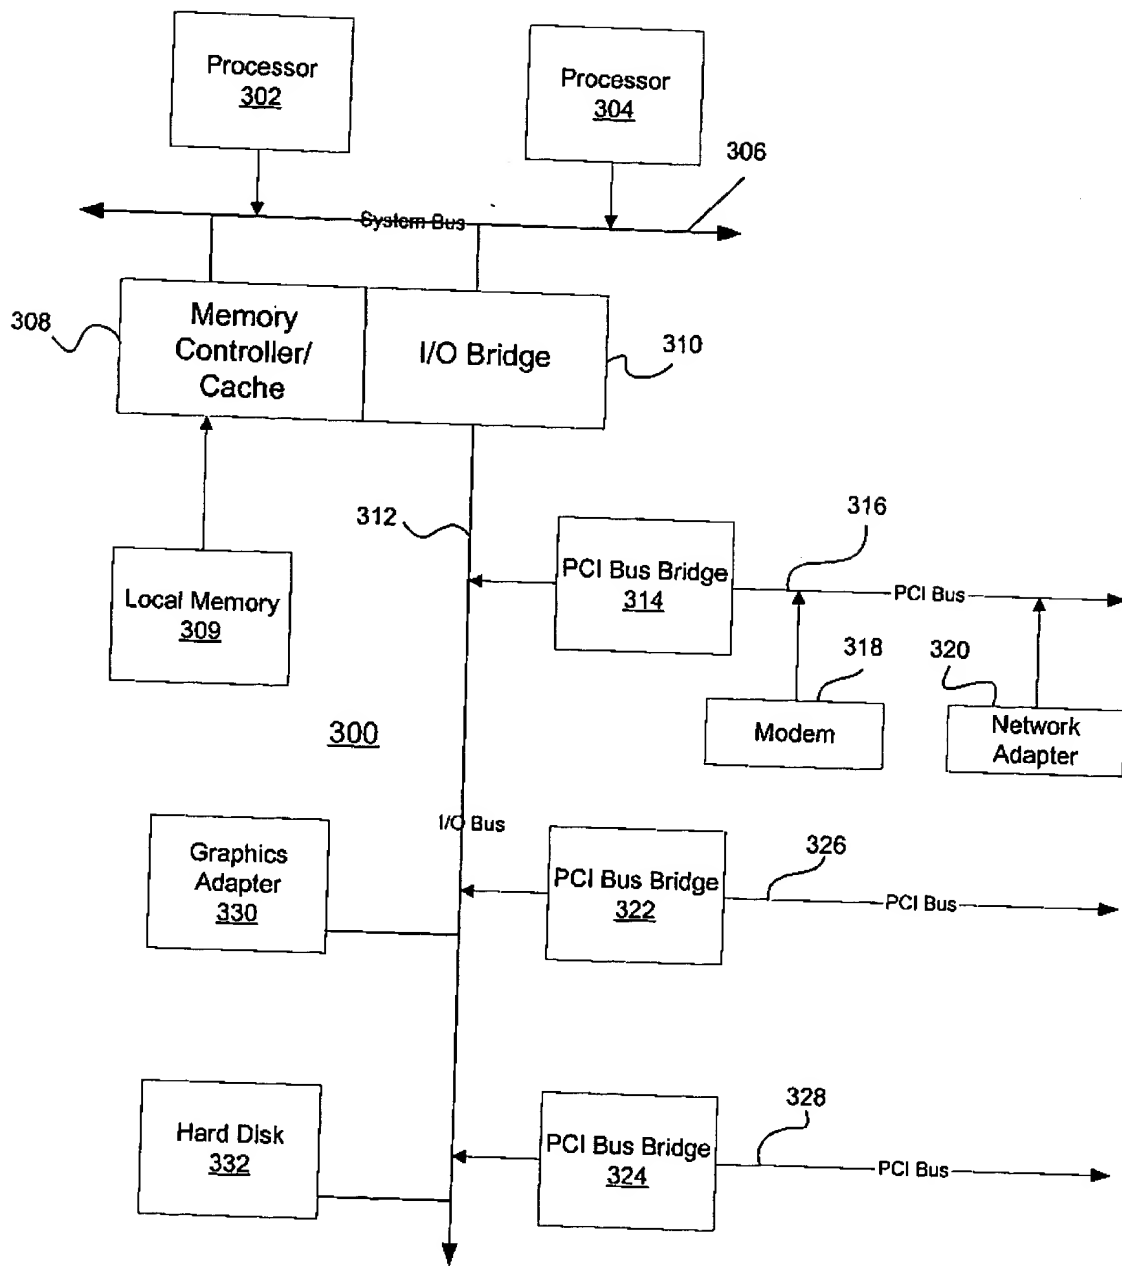 Processor
302
Processor
304
306
System Bus
308
Memory
Controller/
Cache
I/O Bridge
310
312
316
PCI Bus Bridge
314
PCI Bus
Local Memory
309
318
320
Modem
Network
Adapter
300
I/O Bus
Graphics
Adapter
330
PCI Bus Bridge
322
326
PCI Bus
Hard Disk
332
PCI Bus Bridge
324
328
PCI Bus